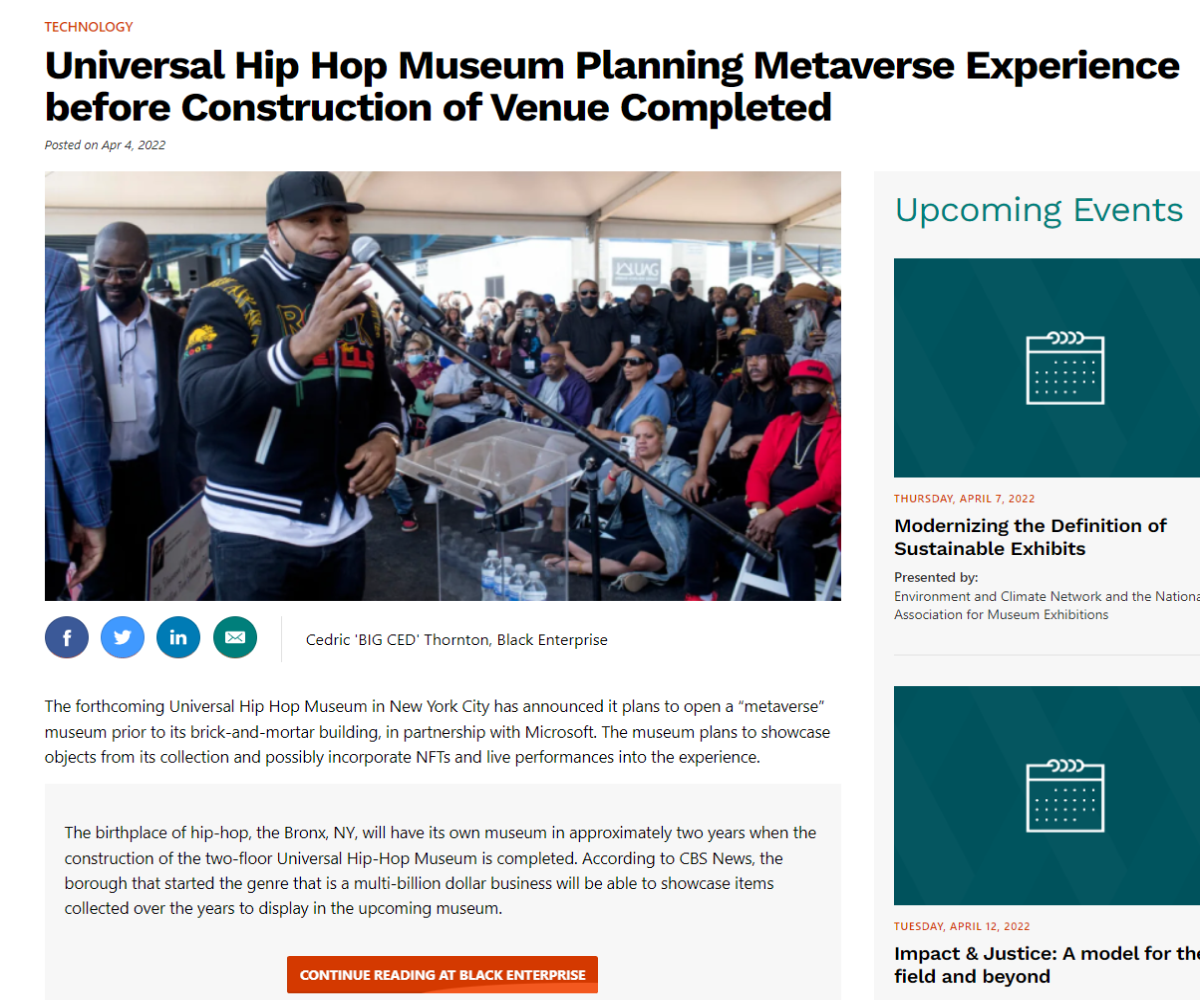 TECHNOLOGY
Universal Hip Hop Museum Planning Metaverse Experience
before Construction of Venue Completed
Posted on Apr 4, 2022
UAG
Cedric 'BIG CED' Thornton, Black Enterprise
The forthcoming Universal Hip Hop Museum in New York City has announced it plans to open a “metaverse”
museum prior to its brick-and-mortar building, in partnership with Microsoft. The museum plans to showcase
objects from its collection and possibly incorporate NFTs and live performances into the experience.
The birthplace of hip-hop, the Bronx, NY, will have its own museum in approximately two years when the
construction of the two-floor Universal Hip-Hop Museum is completed. According to CBS News, the
borough that started the genre that is a multi-billion dollar business will be able to showcase items
collected over the years to display in the upcoming museum.
CONTINUE READING AT BLACK ENTERPRISE
Upcoming Events
THURSDAY, APRIL 7, 2022
Modernizing the Definition of
Sustainable Exhibits
Presented by:
Environment and Climate Network and the Nationa
Association for Museum Exhibitions
TUESDAY, APRIL 12, 2022
Impact & Justice: A model for the
field and beyond